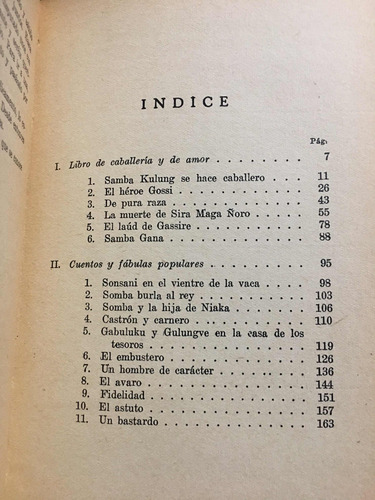 INDICE
Pág.
I. Libro de caballería y de amor . . . . . . . . . 7
1. Samba Kulung se hace caballero . . . . . 11
2. El héroe Gossi . . . . . . . . . . . . . . 26
3. De pura raza . . . . . . . . . . . . . . 43
4. La muerte de Sira Maga Ñoro . . . . . . 55
5. El laúd de Gassire . . . . . . . . . . . . 78
6. Samba Gana . . . . . . . . . . . . . . . 88
II. Cuentos y fábulas populares . . . . . . . . . . 95
1. Sonsani en el vientre de la vaca . . . . . 98
2. Somba burla al rey . . . . . . . . . . . 103
3. Somba y la hija de Niaka . . . . . . . . 106
4. Castrón y carnero . . . . . . . . . . . . 110
5. Gabuluku y Gulungve en la casa de los
tesoros . . . . . . . . . . . . . . . . 119
6. El embustero . . . . . . . . . . . . . . 126
7. Un hombre de carácter . . . . . . . . . 136
8. El avaro . . . . . . . . . . . . . . . . 144
9. Fidelidad . . . . . . . . . . . . . . . . 151
10. El astuto . . . . . . . . . . . . . . . . 157
11. Un bastardo . . . . . . . . . . . . . . 163